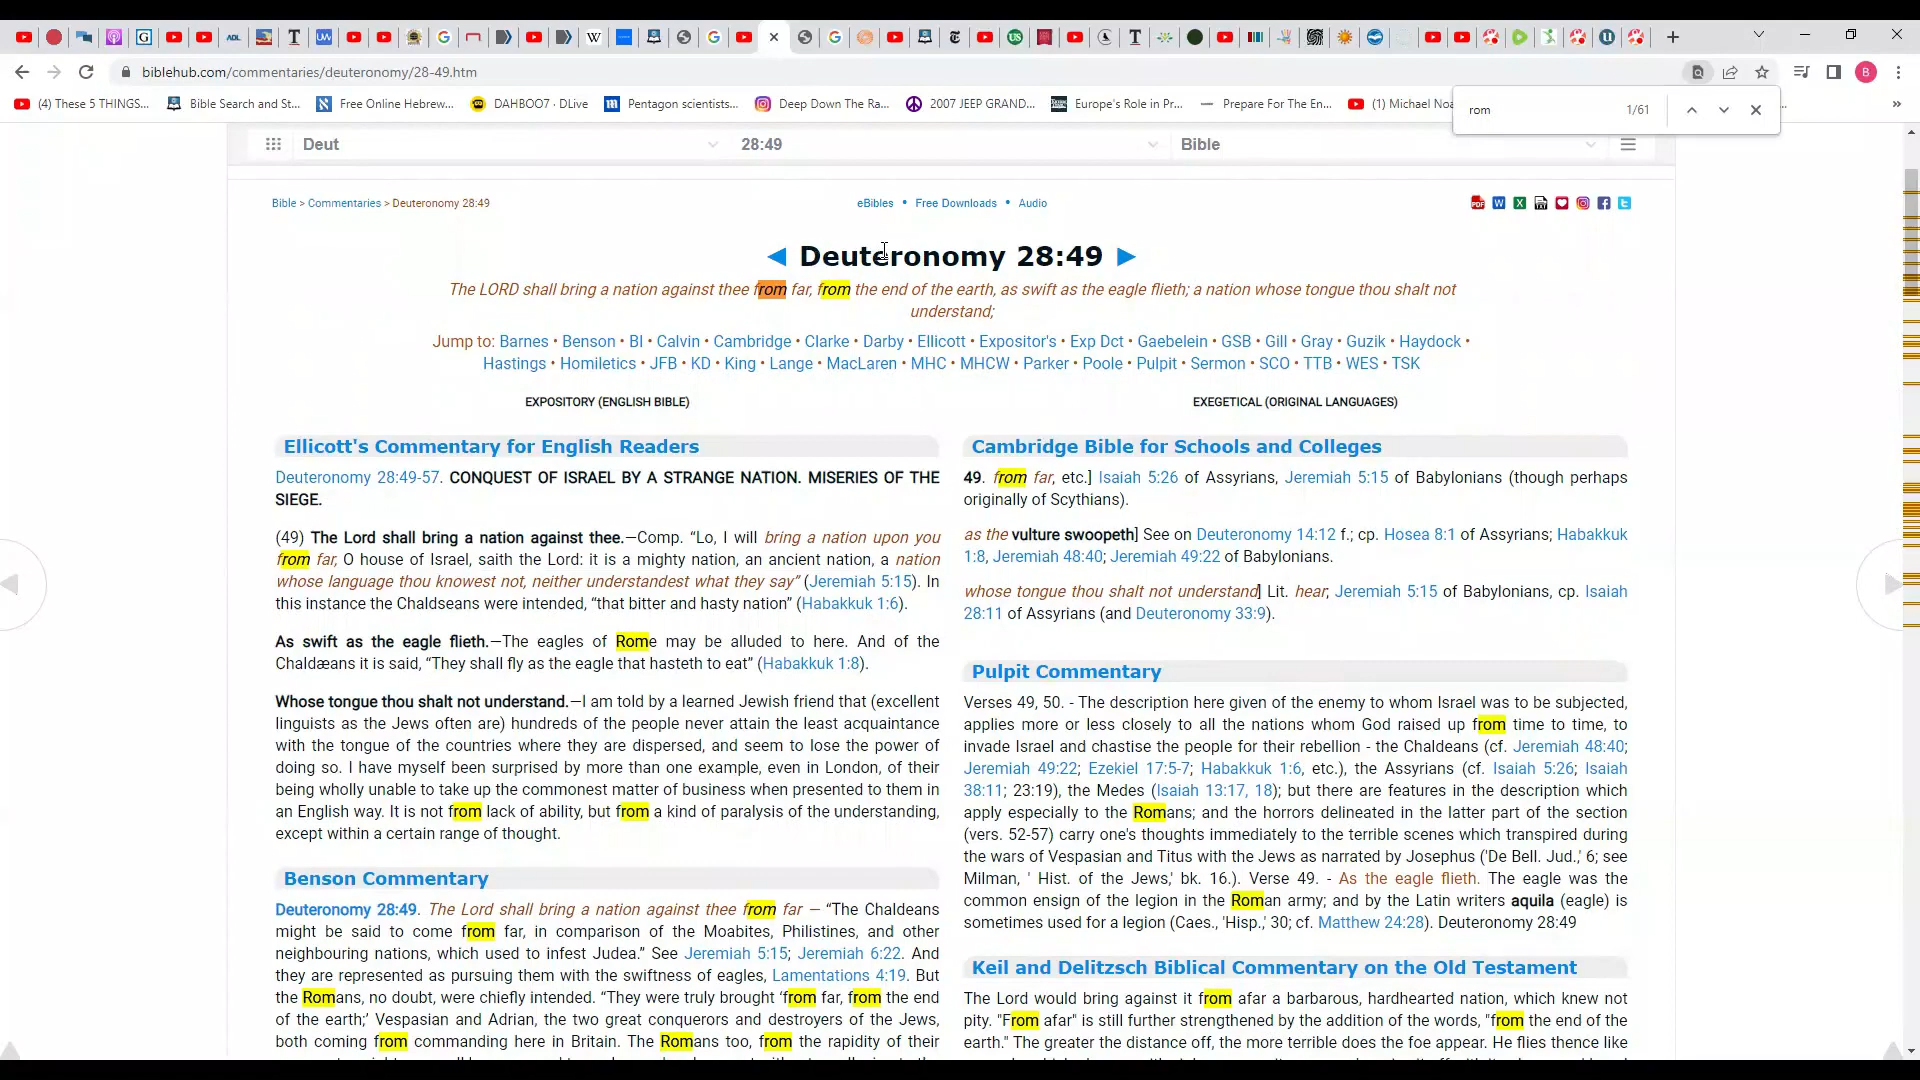 biblehub.com/commentaries/deuteronomy/28-49.htm
(4) These 5 THINGS...
Bible Search and St...
Free Online Hebrew...
DAHBOO7 • DLive
Pentagon scientists...
Deep Down The Ra...
2007 JEEP GRAND...
Europe's Role in Pr...
Prepare For The En...
(1) Michael Noa
rom 1/61
Deut 28:49 Bible
Bible > Commentaries > Deuteronomy 28:49
eBibles • Free Downloads • Audio
Deuteronomy 28:49
The LORD shall bring a nation against thee from far, from the end of the earth, as swift as the eagle flieth; a nation whose tongue thou shalt not
understand;
Jump to: Barnes • Benson • BI • Calvin • Cambridge • Clarke • Darby • Ellicott • Expositor's • Exp Dct • Gaebelein • GSB • Gill • Gray • Guzik • Haydock •
Hastings • Homiletics • JFB • KD • King • Lange • MacLaren • MHC • MHCW • Parker • Poole • Pulpit • Sermon • SCO • TTB • WES • TSK
EXPOSITORY (ENGLISH BIBLE)
Ellicott's Commentary for English Readers
Deuteronomy 28:49-57. CONQUEST OF ISRAEL BY A STRANGE NATION. MISERIES OF THE
SIEGE.
(49) The Lord shall bring a nation against thee.—Comp. “Lo, I will bring a nation upon you
from far, O house of Israel, saith the Lord: it is a mighty nation, an ancient nation, a nation
whose language thou knowest not, neither understandest what they say” (Jeremiah 5:15). In
this instance the Chaldseans were intended, “that bitter and hasty nation” (Habakkuk 1:6).
As swift as the eagle flieth.—The eagles of Rome may be alluded to here. And of the
Chaldæans it is said, “They shall fly as the eagle that hasteth to eat” (Habakkuk 1:8).
Whose tongue thou shalt not understand.—I am told by a learned Jewish friend that (excellent
linguists as the Jews often are) hundreds of the people never attain the least acquaintance
with the tongue of the countries where they are dispersed, and seem to lose the power of
doing so. I have myself been surprised by more than one example, even in London, of their
being wholly unable to take up the commonest matter of business when presented to them in
an English way. It is not from lack of ability, but from a kind of paralysis of the understanding,
except within a certain range of thought.
Benson Commentary
Deuteronomy 28:49. The Lord shall bring a nation against thee from far — “The Chaldeans
might be said to come from far, in comparison of the Moabites, Philistines, and other
neighbouring nations, which used to infest Judea.” See Jeremiah 5:15; Jeremiah 6:22. And
they are represented as pursuing them with the swiftness of eagles, Lamentations 4:19. But
the Romans, no doubt, were chiefly intended. “They were truly brought ‘from far, from the end
of the earth;’ Vespasian and Adrian, the two great conquerors and destroyers of the Jews,
both coming from commanding here in Britain. The Romans too, from the rapidity of their
EXEGETICAL (ORIGINAL LANGUAGES)
Cambridge Bible for Schools and Colleges
49. from far, etc.] Isaiah 5:26 of Assyrians, Jeremiah 5:15 of Babylonians (though perhaps
originally of Scythians).
as the vulture swoopeth] See on Deuteronomy 14:12 f.; cp. Hosea 8:1 of Assyrians; Habakkuk
1:8, Jeremiah 48:40; Jeremiah 49:22 of Babylonians.
whose tongue thou shalt not understand] Lit. hear; Jeremiah 5:15 of Babylonians, cp. Isaiah
28:11 of Assyrians (and Deuteronomy 33:9).
Pulpit Commentary
Verses 49, 50. - The description here given of the enemy to whom Israel was to be subjected,
applies more or less closely to all the nations whom God raised up from time to time, to
invade Israel and chastise the people for their rebellion - the Chaldeans (cf. Jeremiah 48:40;
Jeremiah 49:22; Ezekiel 17:5-7; Habakkuk 1:6, etc.), the Assyrians (cf. Isaiah 5:26; Isaiah
38:11; 23:19), the Medes (Isaiah 13:17, 18); but there are features in the description which
apply especially to the Romans; and the horrors delineated in the latter part of the section
(vers. 52-57) carry one's thoughts immediately to the terrible scenes which transpired during
the wars of Vespasian and Titus with the Jews as narrated by Josephus ('De Bell. Jud.,' 6; see
Milman, ' Hist. of the Jews,' bk. 16.). Verse 49. - As the eagle flieth. The eagle was the
common ensign of the legion in the Roman army; and by the Latin writers aquila (eagle) is
sometimes used for a legion (Caes., 'Hisp.,' 30; cf. Matthew 24:28). Deuteronomy 28:49
Keil and Delitzsch Biblical Commentary on the Old Testament
The Lord would bring against it from afar a barbarous, hardhearted nation, which knew not
pity. "From afar" is still further strengthened by the addition of the words, "from the end of the
earth." The greater the distance off, the more terrible does the foe appear. He flies thence like